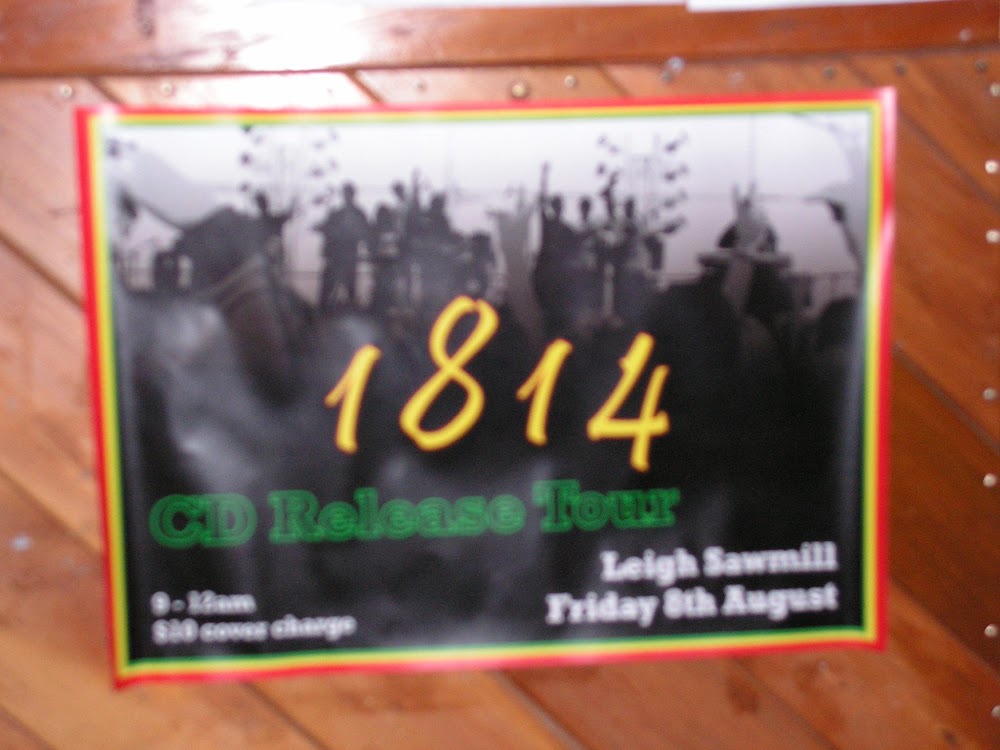 1814
CD Release Tour
Leigh Sawmill
Friday 8th August
9 - 12am
$10 cover charge